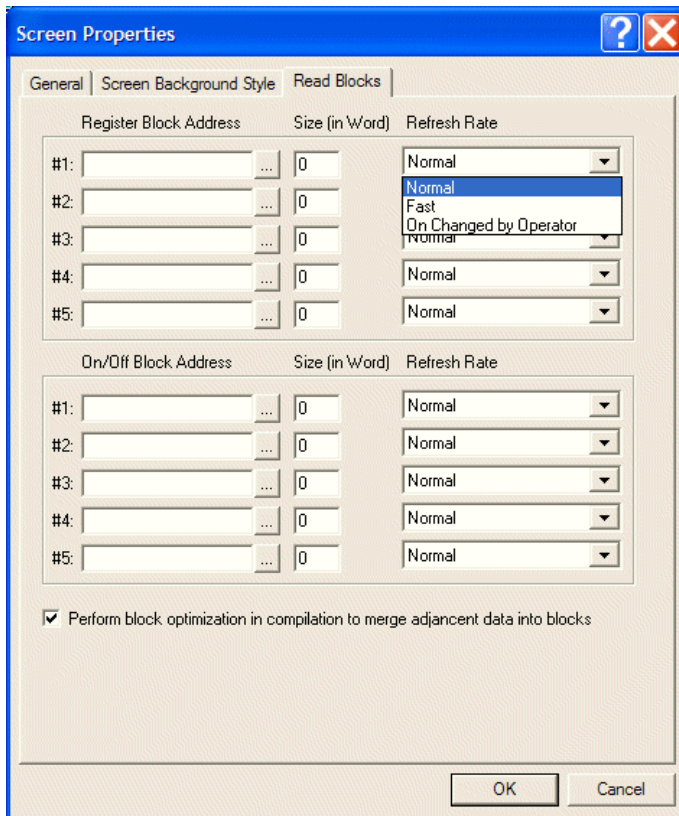 Screen Properties
General Screen Background Style Read Blocks
Register Block Address Size (in Word) Refresh Rate
#1: ... 0 Normal
Normal
#2: ... 0
Fast
On Changed by Operator
#3: ... 0 Normal
#4: ... 0 Normal
#5: ... 0 Normal
On/Off Block Address Size (in Word) Refresh Rate
#1: ... 0 Normal
#2: ... 0 Normal
#3: ... 0 Normal
#4: ... 0 Normal
#5: ... 0 Normal
Perform block optimization in compilation to merge adjancent data into blocks
OK Cancel